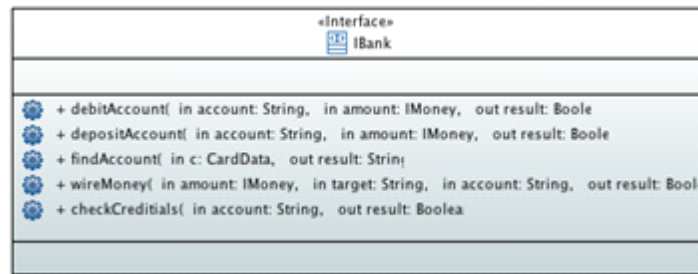 «Interface»
IBank
+ debitAccount( in account: String, in amount: IMoney, out result: Boole
+ depositAccount( in account: String, in amount: IMoney, out result: Boole
+ findAccount( in c: CardData, out result: String
+ wireMoney( in amount: IMoney, in target: String, in account: String, out result: Bool
+ checkCreditials( in account: String, out result: Boolea